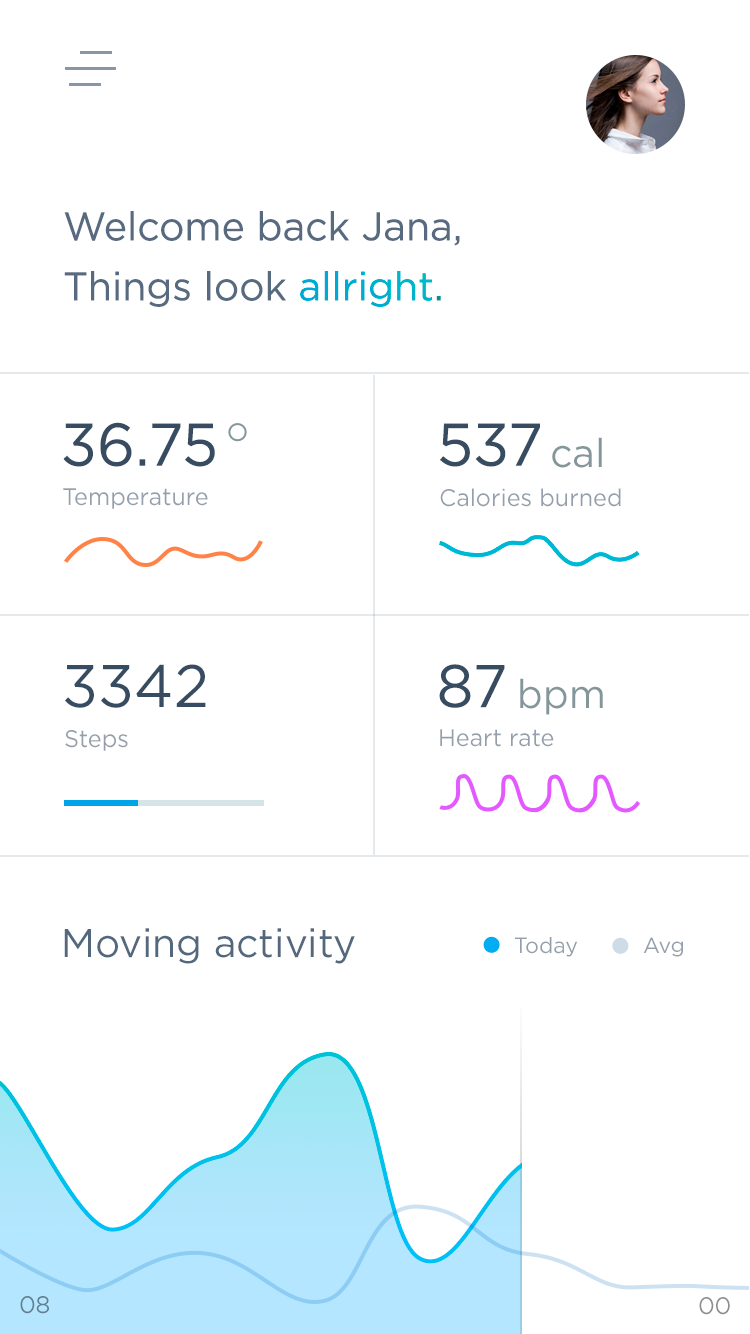 Welcome back Jana,
Things look allright.
36.75°
Temperature
537 cal
Calories burned
3342
Steps
87 bpm
Heart rate
Moving activity
Today
Avg
08
00